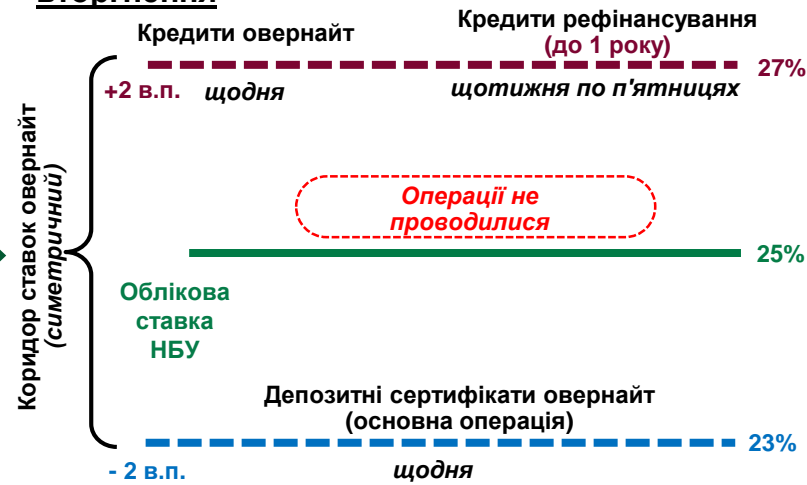 Кредити овернайт
Кредити рефінансування
(до 1 року)
27%
+2 в.п.
щодня
щотижня по п'ятницях
Коридор ставок овернайт
(симетричний)
Операції не
проводилися
25%
Облікова
ставка
НБУ
Депозитні сертифікати овернайт
(основна операція)
23%
- 2 в.п.
щодня